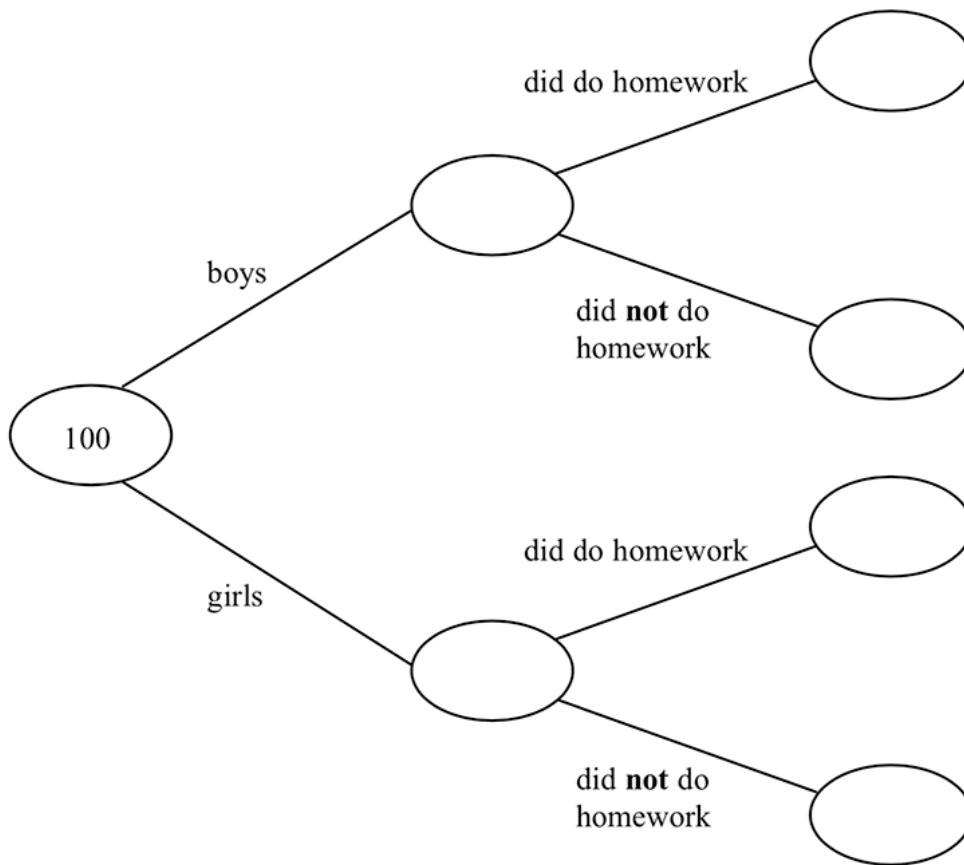 did do homework
boys
did not do
homework
100
did do homework
girls
did not do
homework